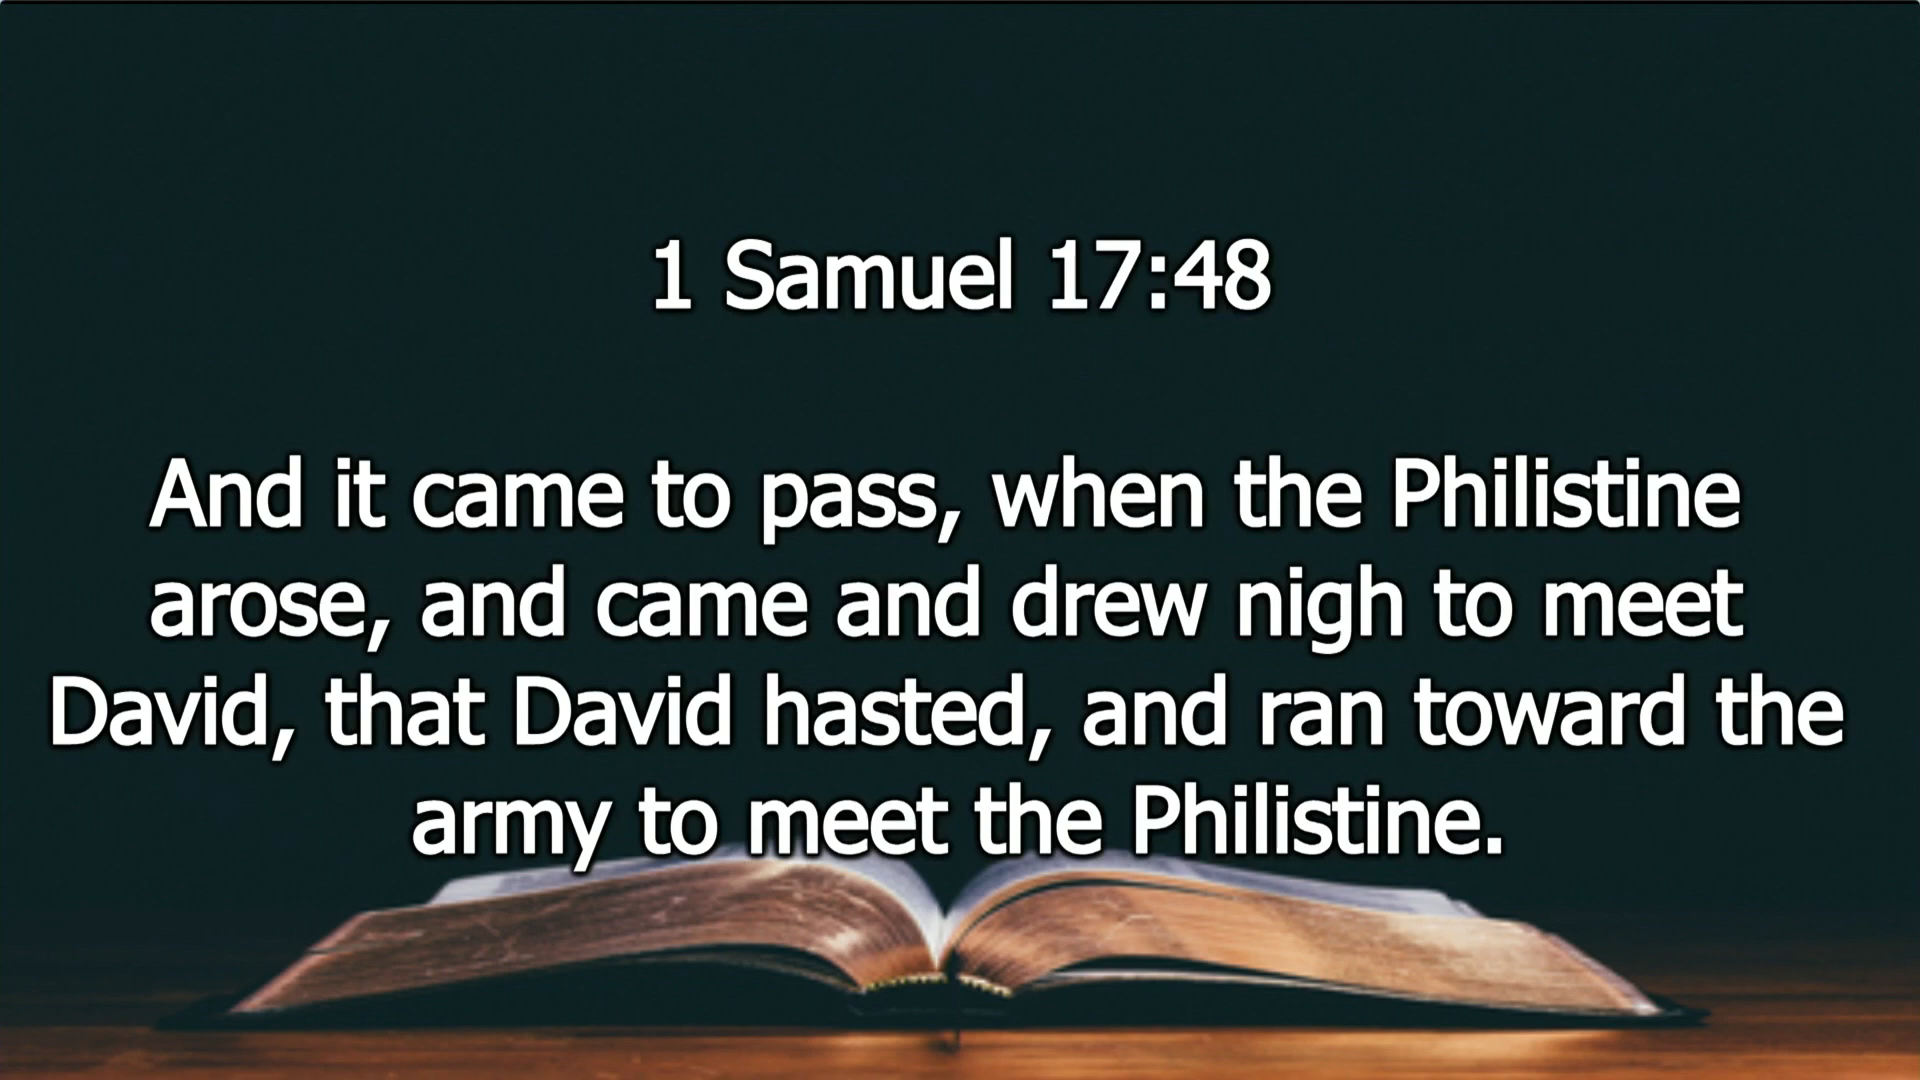 1 Samuel 17:48
And it came to pass, when the Philistine
arose, and came and drew nigh to meet
David, that David hasted, and ran toward the
army to meet the Philistine.